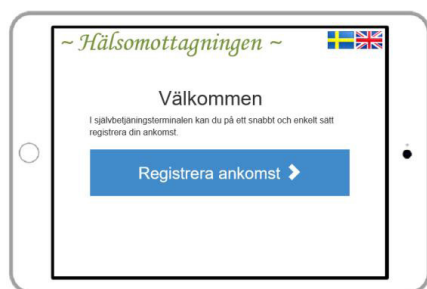 ~ Hälsomottagningen ~
Välkommen
I självbetjäningsterminalen kan du på ett snabbt och enkelt sätt
registrera din ankomst.
Registrera ankomst